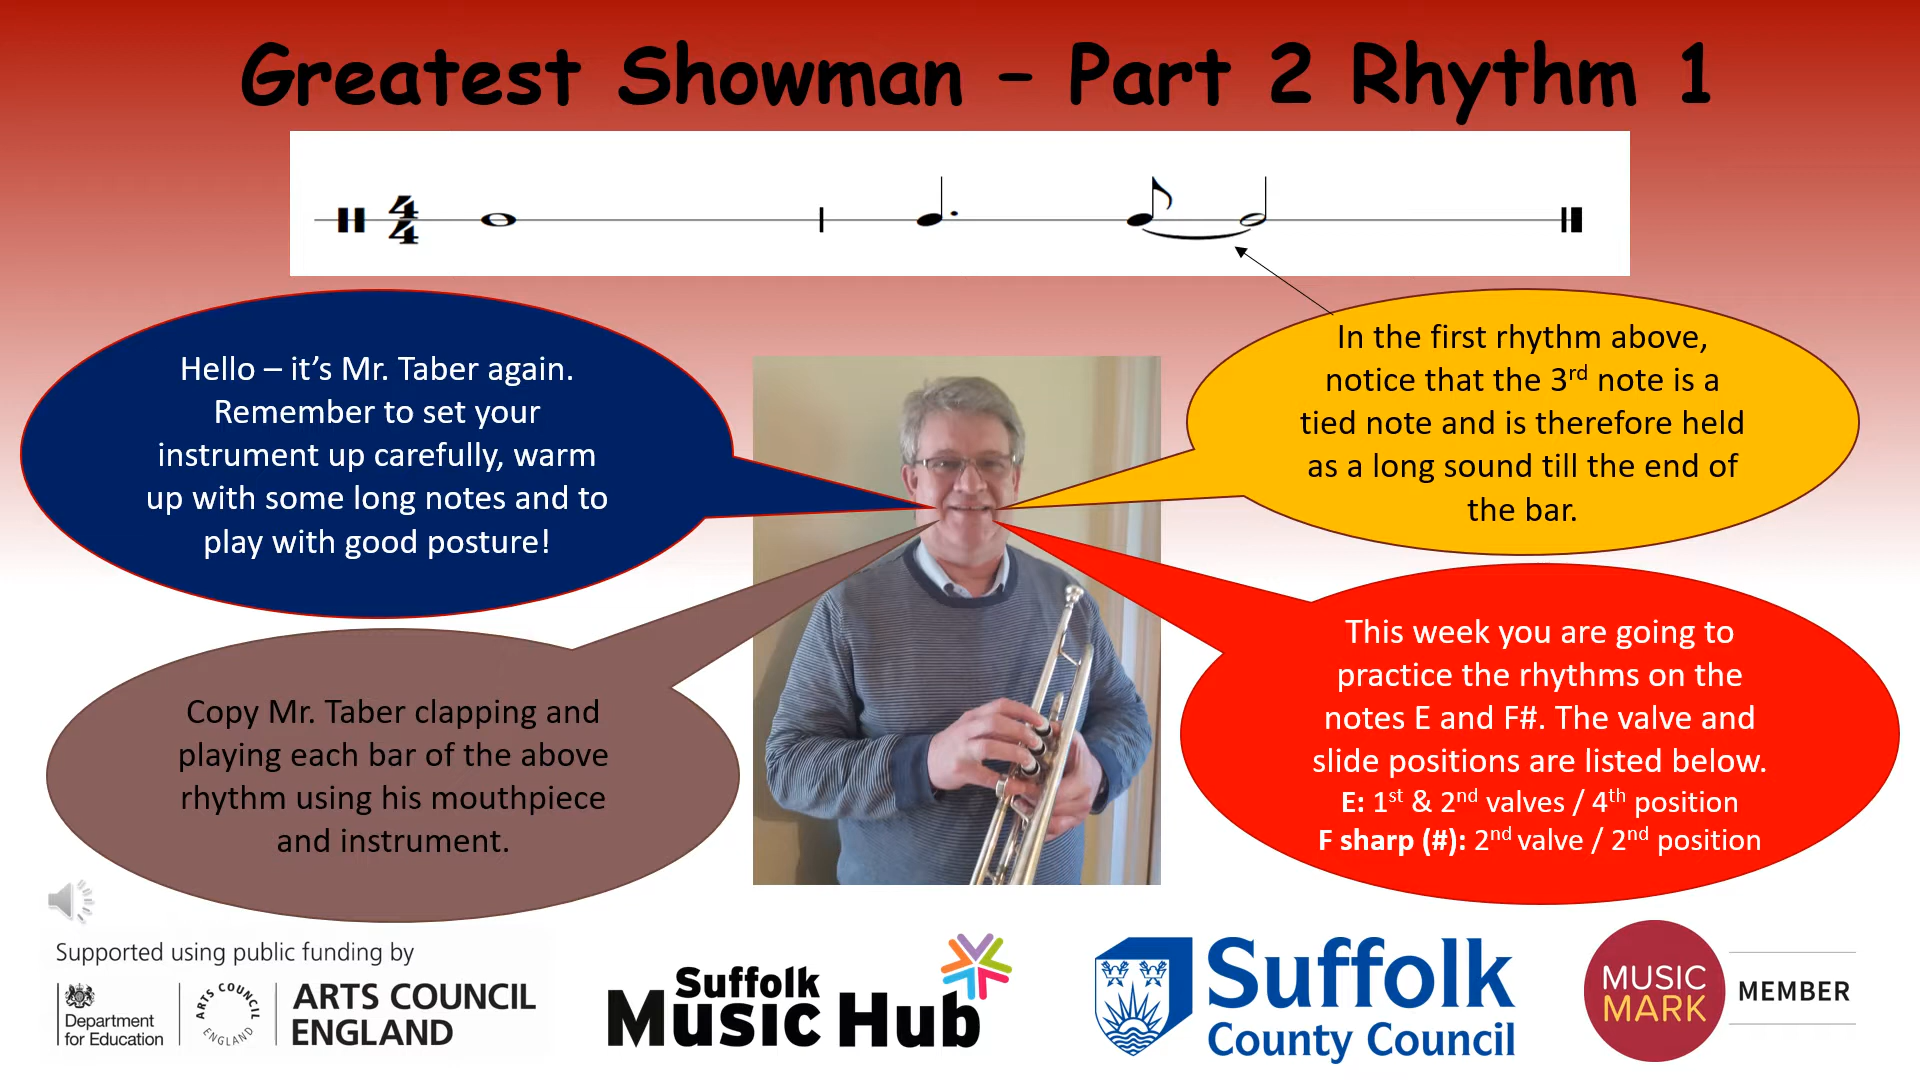 Greatest Showman – Part 2 Rhythm 1
4
4
Hello – it’s Mr. Taber again.
Remember to set your
instrument up carefully, warm
up with some long notes and to
play with good posture!
In the first rhythm above,
notice that the 3rd note is a
tied note and is therefore held
as a long sound till the end of
the bar.
Copy Mr. Taber clapping and
playing each bar of the above
rhythm using his mouthpiece
and instrument.
This week you are going to
practice the rhythms on the
notes E and F#. The valve and
slide positions are listed below.
E: 1st & 2nd valves / 4th position
F sharp (#): 2nd valve / 2nd position
Supported using public funding by
Department
for Education
ARTS COUNCIL
ENGLAND
ARTS COUNCIL
ENGLAND
Suffolk
Music Hub
Suffolk
County Council
MUSIC
MARK
MEMBER